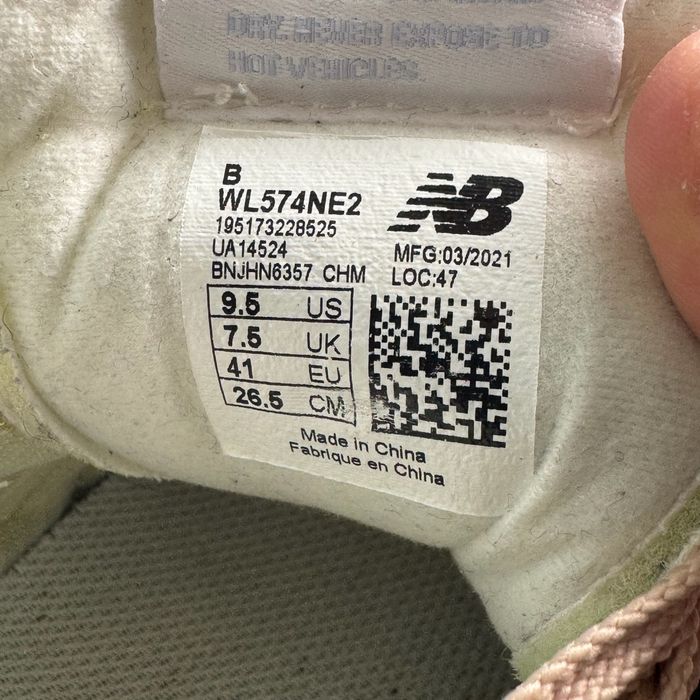 DRY. NEVER EXPOSE TO
HOT VEHICLES.
B
WL574NE2
195173228525
UA14524
BNJHN6357 CHM
NB
MFG:03/2021
LOC:47
9.5 US
7.5 UK
41 EU
26.5 CM
Made in China
Fabrique en China